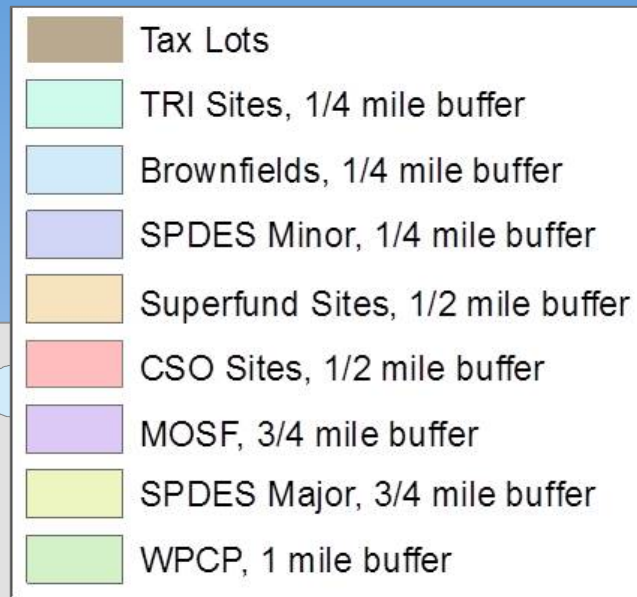 Tax Lots
TRI Sites, 1/4 mile buffer
Brownfields, 1/4 mile buffer
SPDES Minor, 1/4 mile buffer
Superfund Sites, 1/2 mile buffer
CSO Sites, 1/2 mile buffer
MOSF, 3/4 mile buffer
SPDES Major, 3/4 mile buffer
WPCP, 1 mile buffer